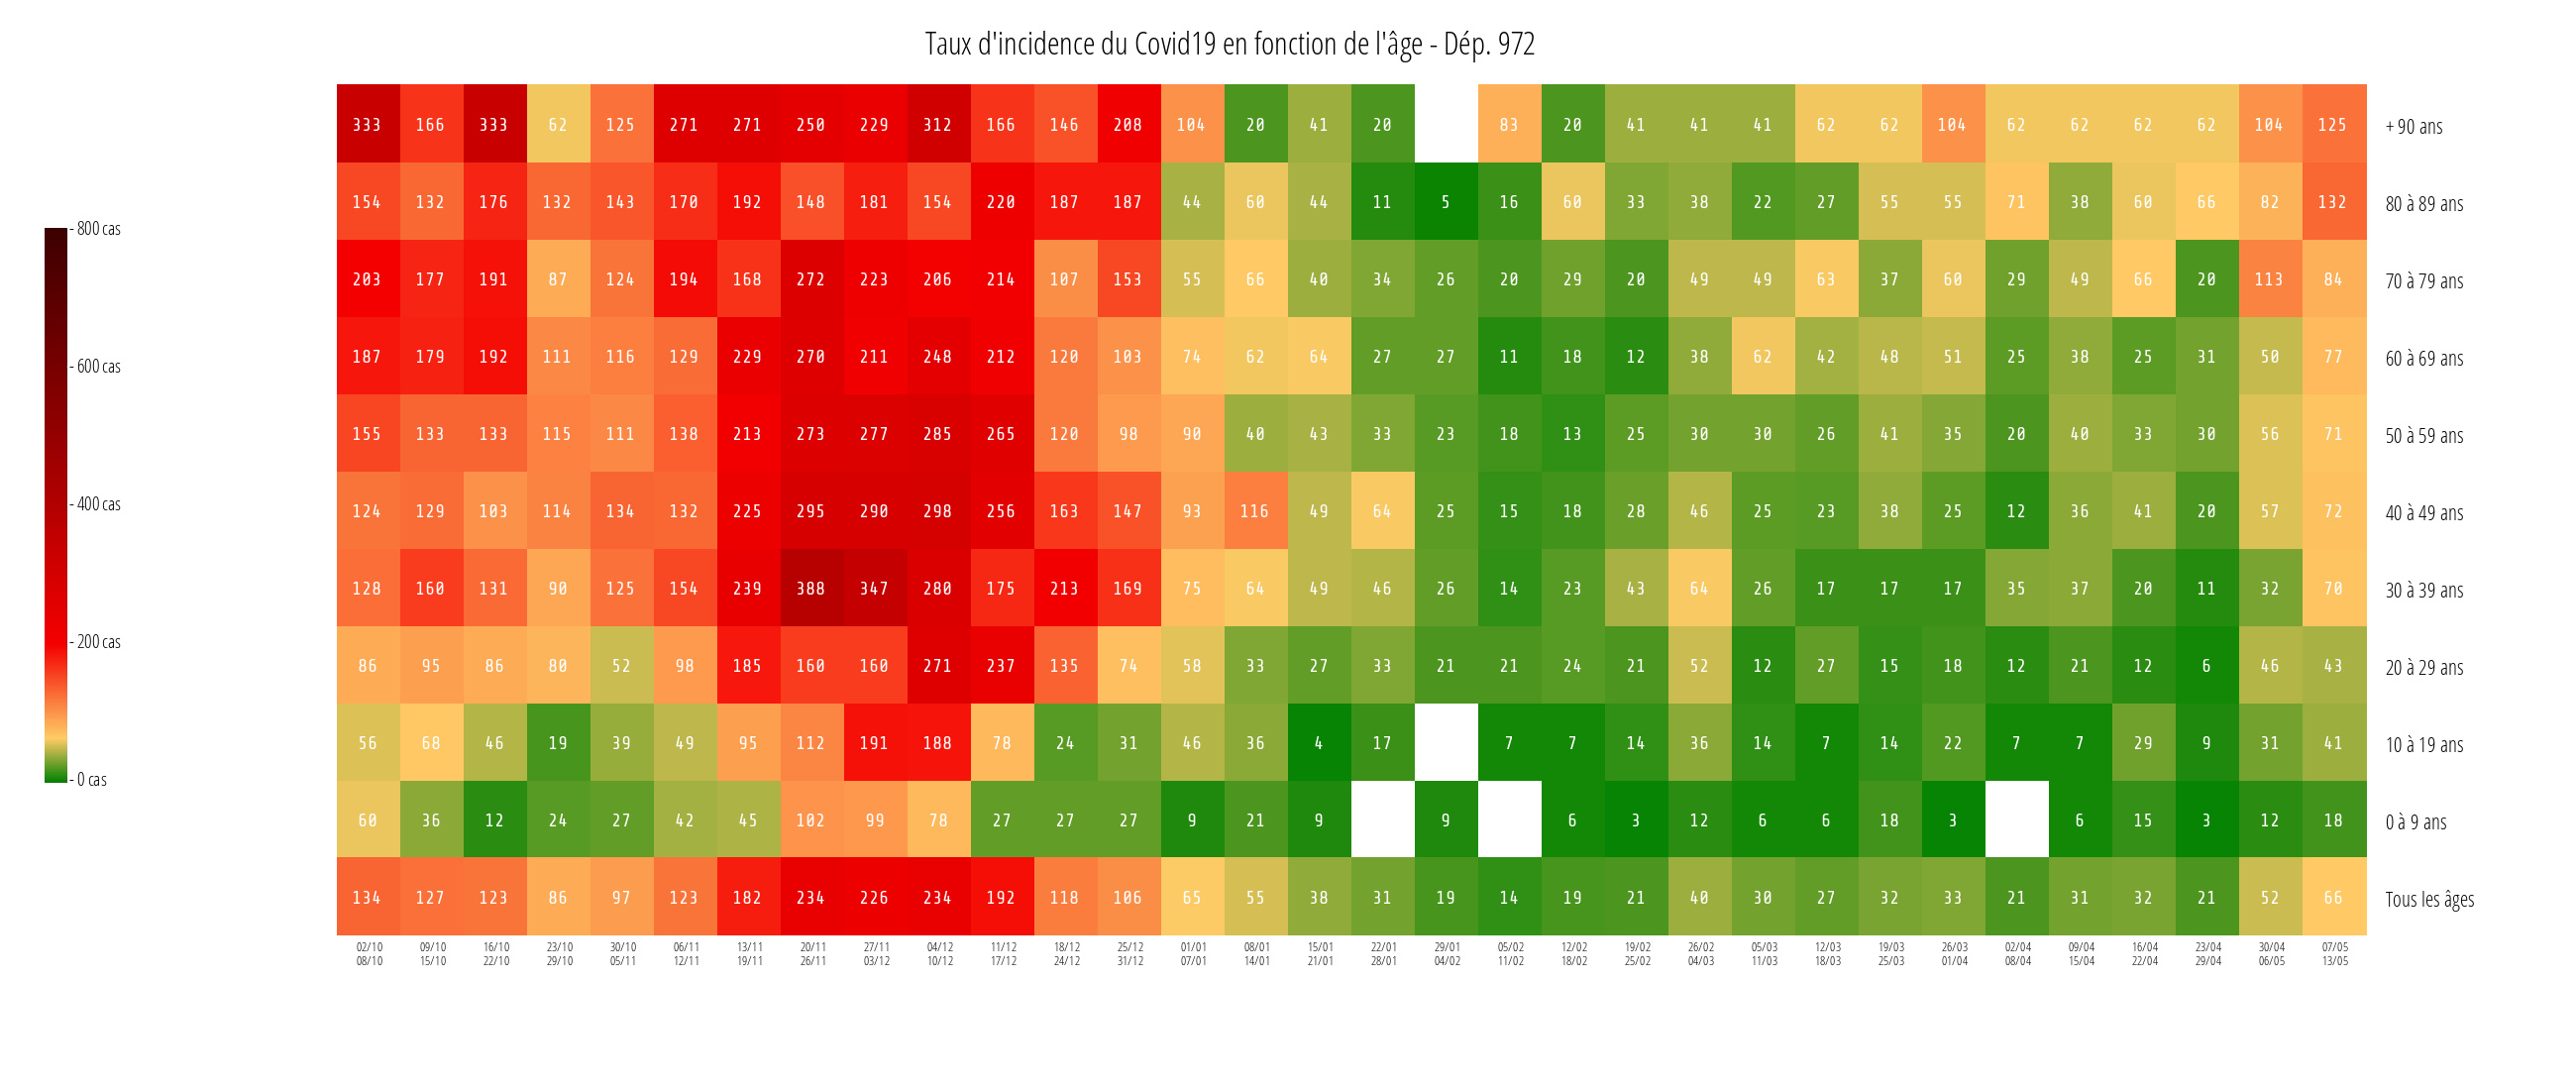 Taux d'incidence du Covid19 en fonction de l'âge - Dép. 972
333 166 333 62 125 271 271 250 229 312 166 146 208 104 20 41 20 83 20 41 41 41 62 62 104 62 62 62 62 104 125 + 90 ans
154 132 176 132 143 170 192 148 181 154 220 187 187 44 60 44 11 5 16 60 33 38 22 27 55 55 71 38 60 66 82 132 80 à 89 ans
- 800 cas
203 177 191 87 124 194 168 272 223 206 214 107 153 55 66 40 34 26 20 29 20 49 49 63 37 60 29 49 66 20 113 84 70 à 79 ans
187 179 192 111 116 129 229 270 211 248 212 120 103 74 62 64 27 27 11 18 12 38 62 42 48 51 25 38 25 31 50 77 60 à 69 ans
- 600 cas
155 133 133 115 111 138 213 273 277 285 265 120 98 90 40 43 33 23 18 13 25 30 30 26 41 35 20 40 33 30 56 71 50 à 59 ans
- 400 cas
124 129 103 114 134 132 225 295 290 298 256 163 147 93 116 49 64 25 15 18 28 46 25 23 38 25 12 36 41 20 57 72 40 à 49 ans
128 160 131 90 125 154 239 388 347 280 175 213 169 75 64 49 46 26 14 23 43 64 26 17 17 17 35 37 20 11 32 70 30 à 39 ans
- 200 cas
86 95 86 80 52 98 185 160 160 271 237 135 74 58 33 27 33 21 21 24 21 52 12 27 15 18 12 21 12 6 46 43 20 à 29 ans
56 68 46 19 39 49 95 112 191 188 78 24 31 46 36 4 17 7 7 14 36 14 7 14 22 7 7 29 9 31 41 10 à 19 ans
- 0 cas
60 36 12 24 27 42 45 102 99 78 27 27 27 9 21 9 9 6 3 12 6 6 18 3 6 15 3 12 18 0 à 9 ans
134 127 123 86 97 123 182 234 226 234 192 118 106 65 55 38 31 19 14 19 21 40 30 27 32 33 21 31 32 21 52 66 Tous les âges
02/10 09/10 16/10 23/10 30/10 06/11 13/11 20/11 27/11 04/12 11/12 18/12 25/12 01/01 08/01 15/01 22/01 29/01 05/02 12/02 19/02 26/02 05/03 12/03 19/03 26/03 02/04 09/04 16/04 23/04 30/04 07/05
08/10 15/10 22/10 29/10 05/11 12/11 19/11 26/11 03/12 10/12 17/12 24/12 31/12 07/01 14/01 21/01 28/01 04/02 11/02 18/02 25/02 04/03 11/03 18/03 25/03 01/04 08/04 15/04 22/04 29/04 06/05 13/05